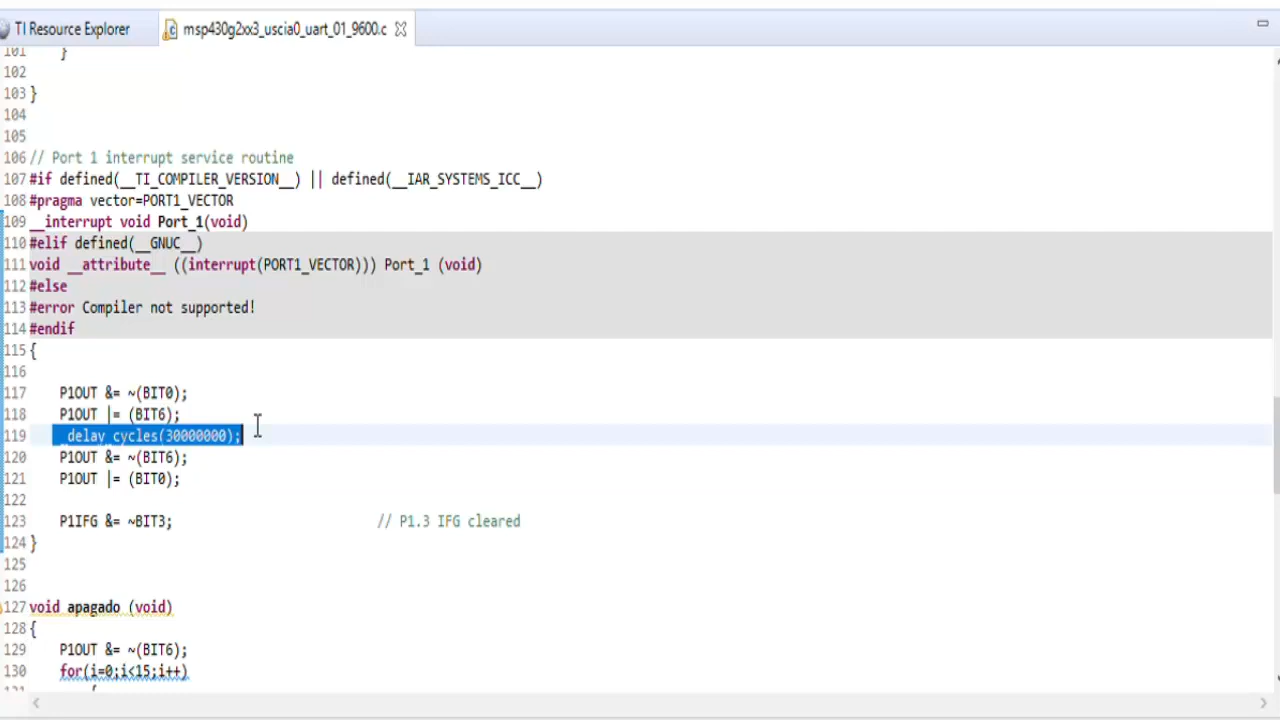 TI Resource Explorer
msp430g2xx3_uscia0_uart_01_9600.c
101 }
102
103 }
104
105
106 // Port 1 interrupt service routine
107 #if defined(__TI_COMPILER_VERSION__) || defined(__IAR_SYSTEMS_ICC__)
108 #pragma vector=PORT1_VECTOR
109 __interrupt void Port_1(void)
110 #elif defined(__GNUC__)
111 void __attribute__ ((interrupt(PORT1_VECTOR))) Port_1 (void)
112 #else
113 #error Compiler not supported!
114 #endif
115 {
116
117 P1OUT &= ~(BIT0);
118 P1OUT |= (BIT6);
119 _delay_cycles(30000000);
120 P1OUT &= ~(BIT6);
121 P1OUT |= (BIT0);
122
123 P1IFG &= ~BIT3; // P1.3 IFG cleared
124 }
125
126
127 void apagado (void)
128 {
129 P1OUT &= ~(BIT6);
130 for(i=0;i<15;i++)
131 {